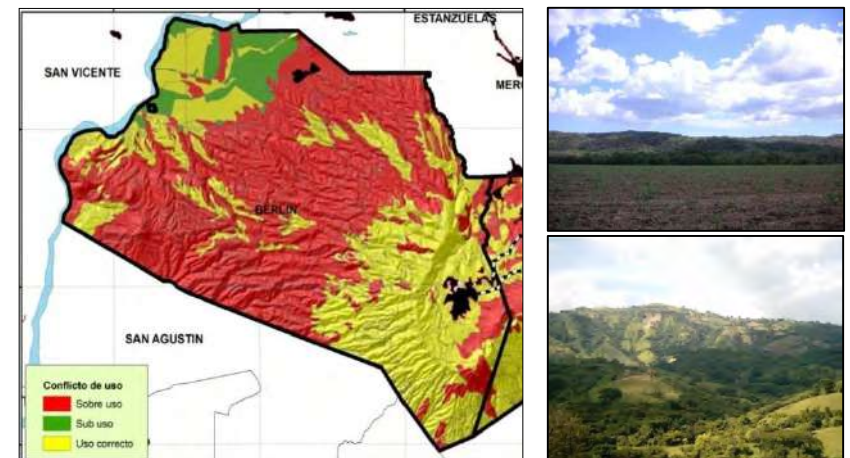 ESTANZUELAS
SAN VICENTE
MER
BERLIN
SAN AGUSTIN
Conflicto de uso
Sobre uso
Sub uso
Uso correcto